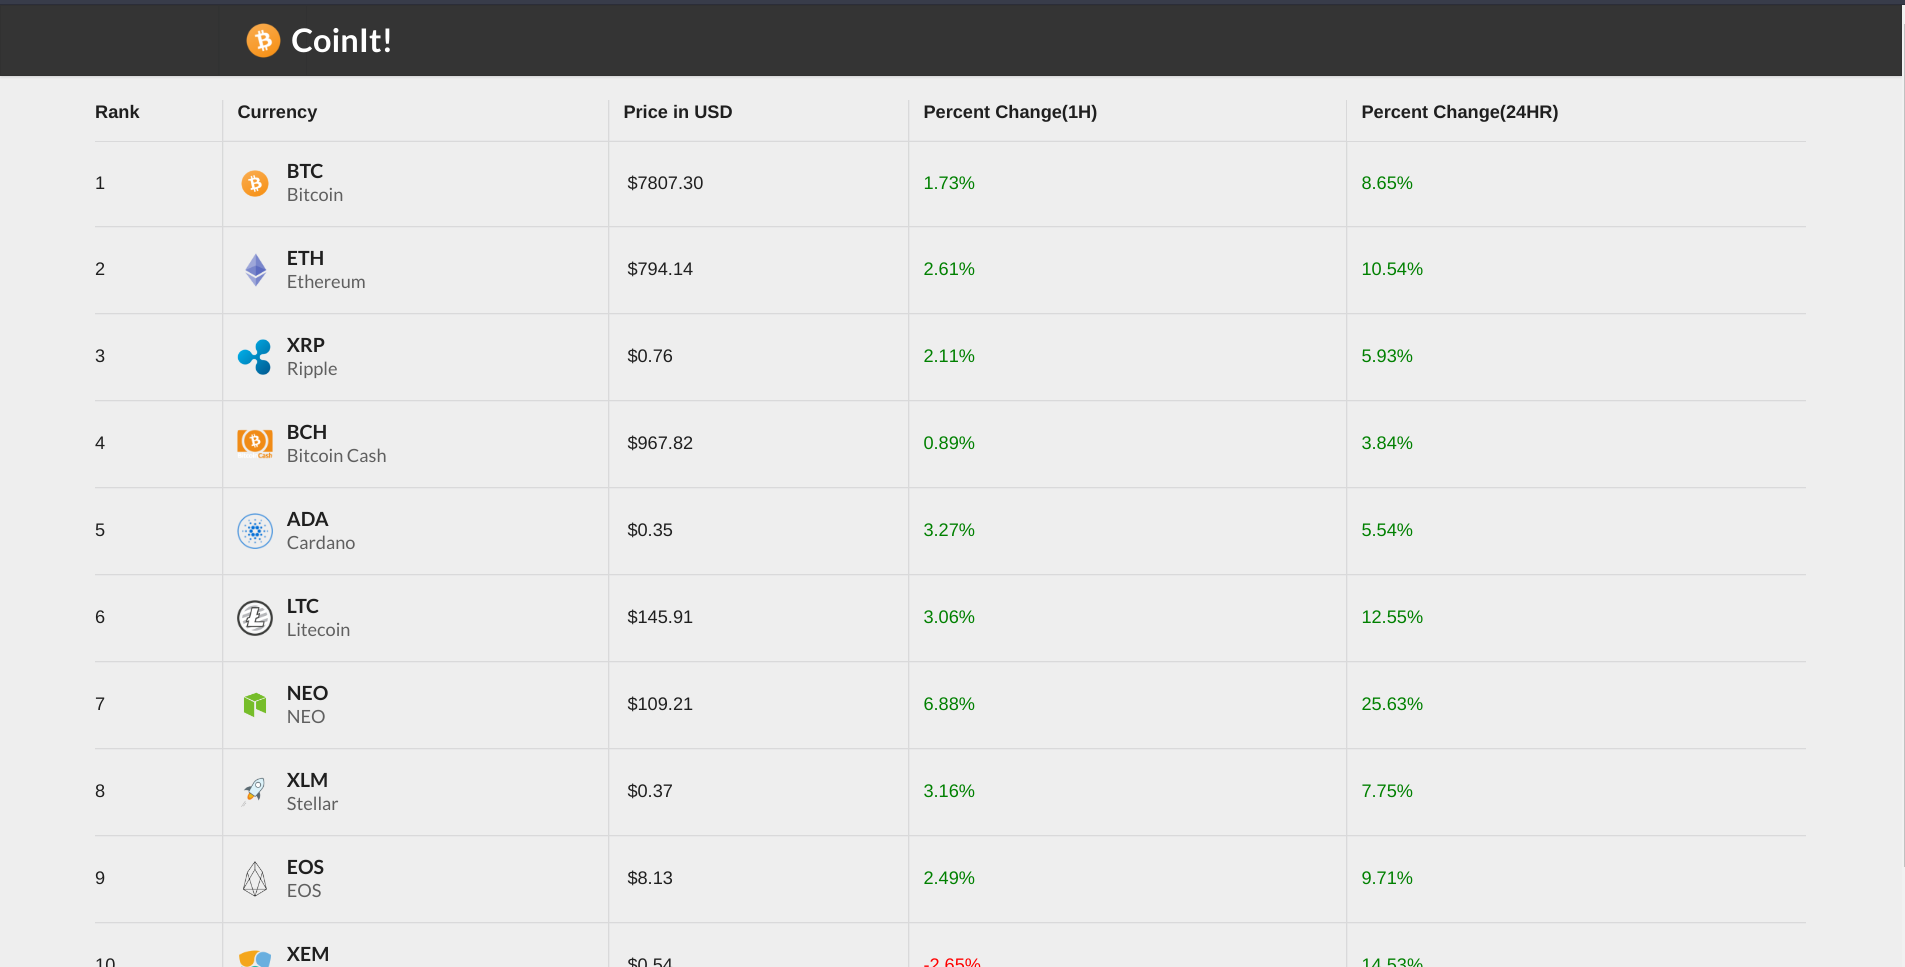 CoinIt!
Rank Currency Price in USD Percent Change(1H) Percent Change(24HR)
1 BTC $7807.30 1.73% 8.65%
Bitcoin
2 ETH $794.14 2.61% 10.54%
Ethereum
3 XRP $0.76 2.11% 5.93%
Ripple
4 BCH $967.82 0.89% 3.84%
Bitcoin Cash
5 ADA $0.35 3.27% 5.54%
Cardano
6 LTC $145.91 3.06% 12.55%
Litecoin
7 NEO $109.21 6.88% 25.63%
NEO
8 XLM $0.37 3.16% 7.75%
Stellar
9 EOS $8.13 2.49% 9.71%
EOS
10 XEM $0.54 -2.65% 14.53%